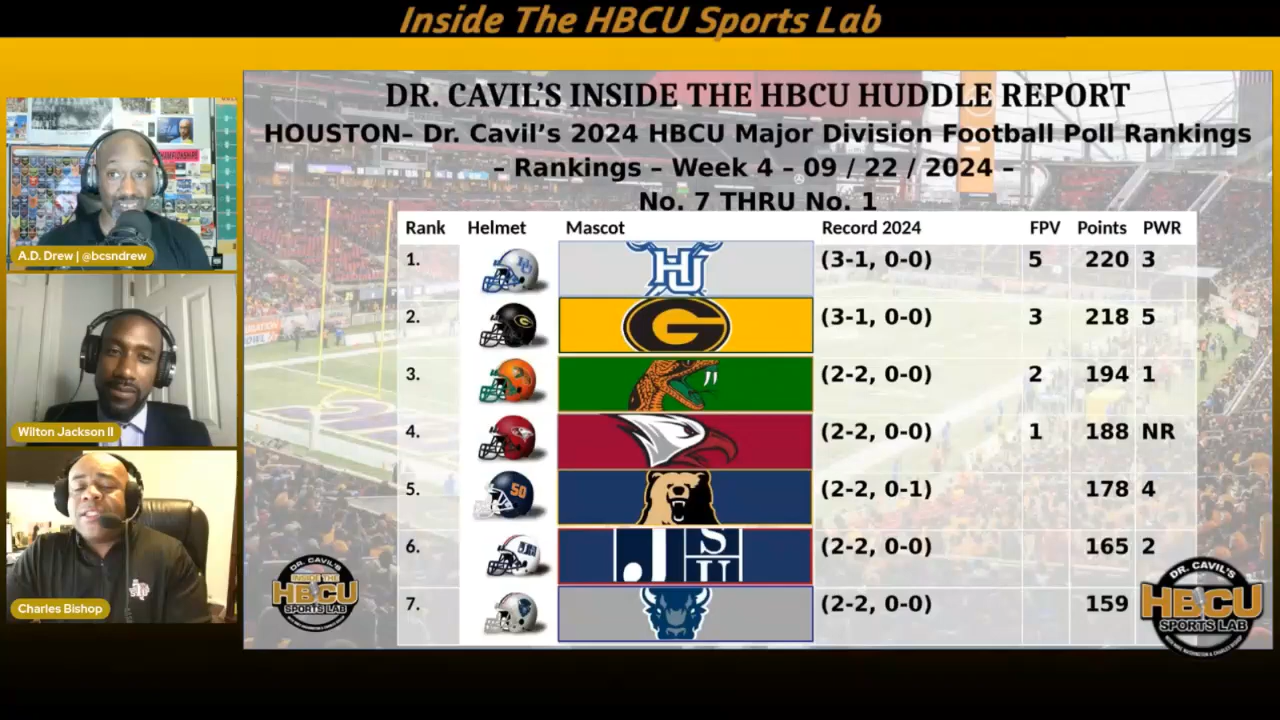 Inside The HBCU Sports Lab
DR. CAVIL'S INSIDE THE HBCU HUDDLE REPORT
HOUSTON– Dr. Cavil's 2024 HBCU Major Division Football Poll Rankings
– Rankings – Week 4 – 09 / 22 / 2024 –
No. 7 THRU No. 1
Rank Helmet Mascot Record 2024 FPV Points PWR
1. HU (3-1, 0-0) 5 220 3
2. G (3-1, 0-0) 3 218 5
3. (2-2, 0-0) 2 194 1
4. (2-2, 0-0) 1 188 NR
5. 50 (2-2, 0-1) 178 4
6. JSU JSU (2-2, 0-0) 165 2
7. (2-2, 0-0) 159
A.D. Drew | @bcsndrew
Wilton Jackson II
Charles Bishop
DR. CAVIL'S
INSIDE THE
HBCU
SPORTS LAB
DR. CAVIL'S
HBCU
SPORTS LAB